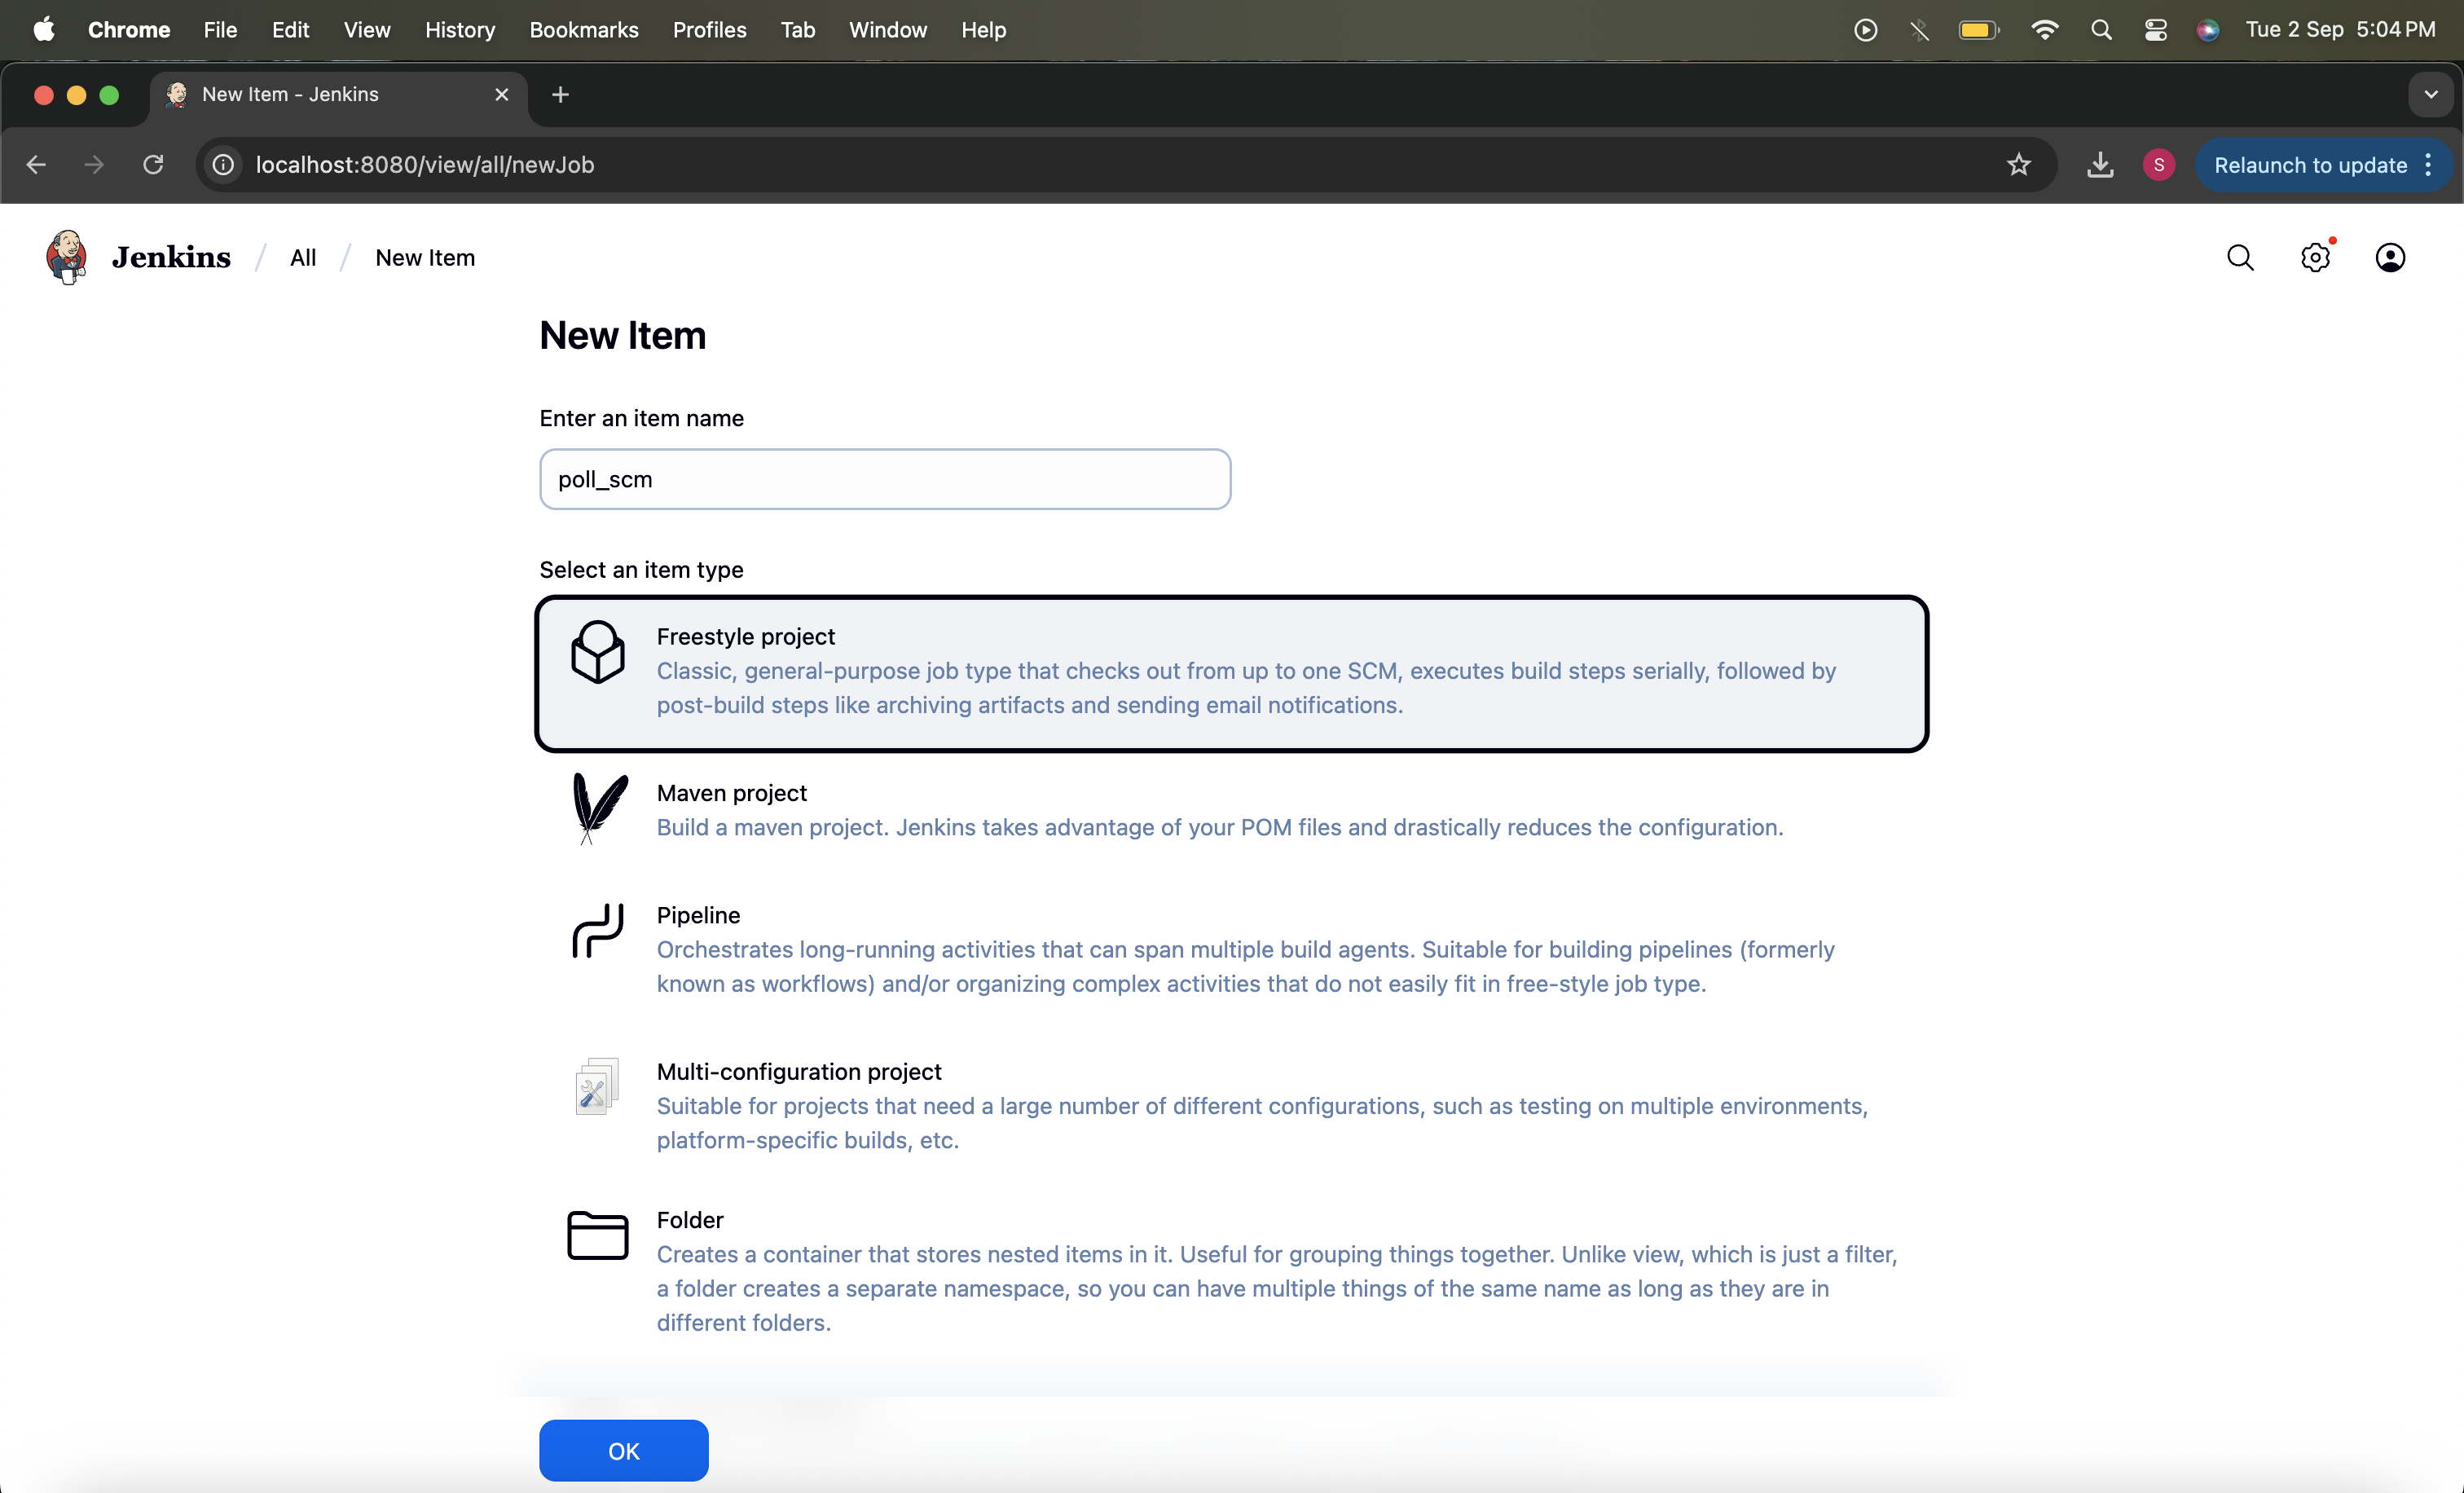 Chrome File Edit View History Bookmarks Profiles Tab Window Help Tue 2 Sep 5:04 PM
New Item - Jenkins
localhost:8080/view/all/newJob S Relaunch to update
Jenkins / All / New Item
New Item
Enter an item name
poll_scm
Select an item type
Freestyle project
Classic, general-purpose job type that checks out from up to one SCM, executes build steps serially, followed by
post-build steps like archiving artifacts and sending email notifications.
Maven project
Build a maven project. Jenkins takes advantage of your POM files and drastically reduces the configuration.
Pipeline
Orchestrates long-running activities that can span multiple build agents. Suitable for building pipelines (formerly
known as workflows) and/or organizing complex activities that do not easily fit in free-style job type.
Multi-configuration project
Suitable for projects that need a large number of different configurations, such as testing on multiple environments,
platform-specific builds, etc.
Folder
Creates a container that stores nested items in it. Useful for grouping things together. Unlike view, which is just a filter,
a folder creates a separate namespace, so you can have multiple things of the same name as long as they are in
different folders.
OK